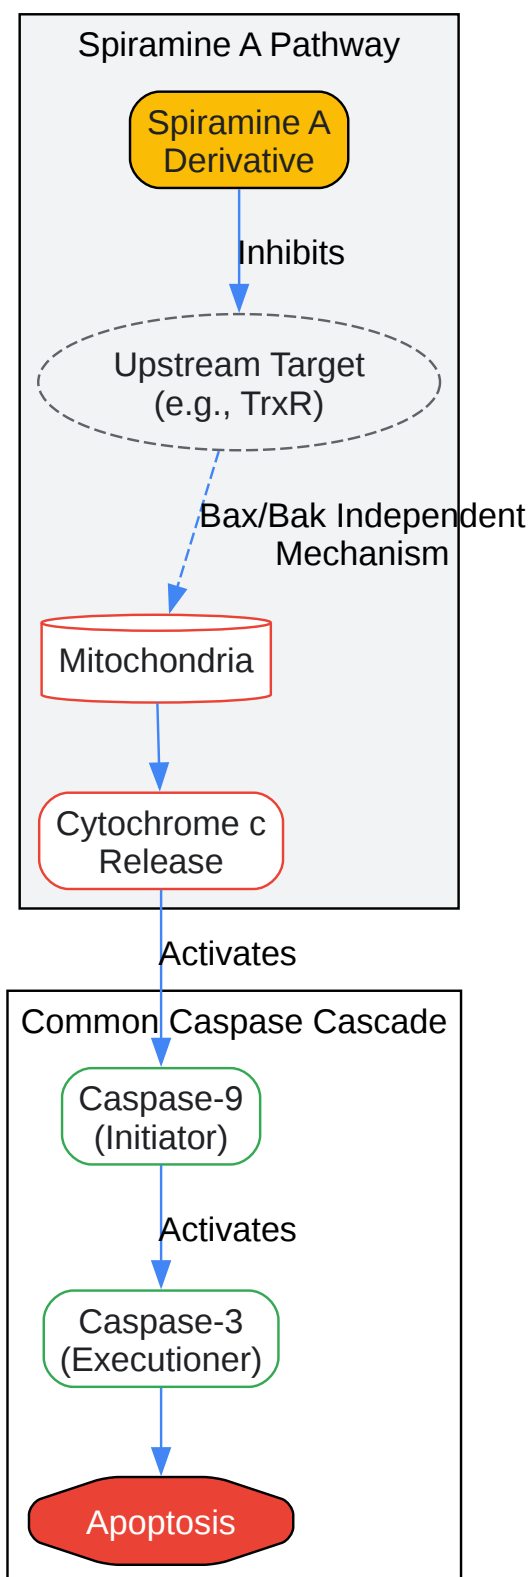 Spiramine A Pathway
Spiramine A
Derivative
Inhibits
Upstream Target
(e.g., TrxR)
Bax/Bak Independent
Mechanism
Mitochondria
Cytochrome c
Release
Activates
Common Caspase Cascade
Caspase-9
(Initiator)
Activates
Caspase-3
(Executioner)
Apoptosis